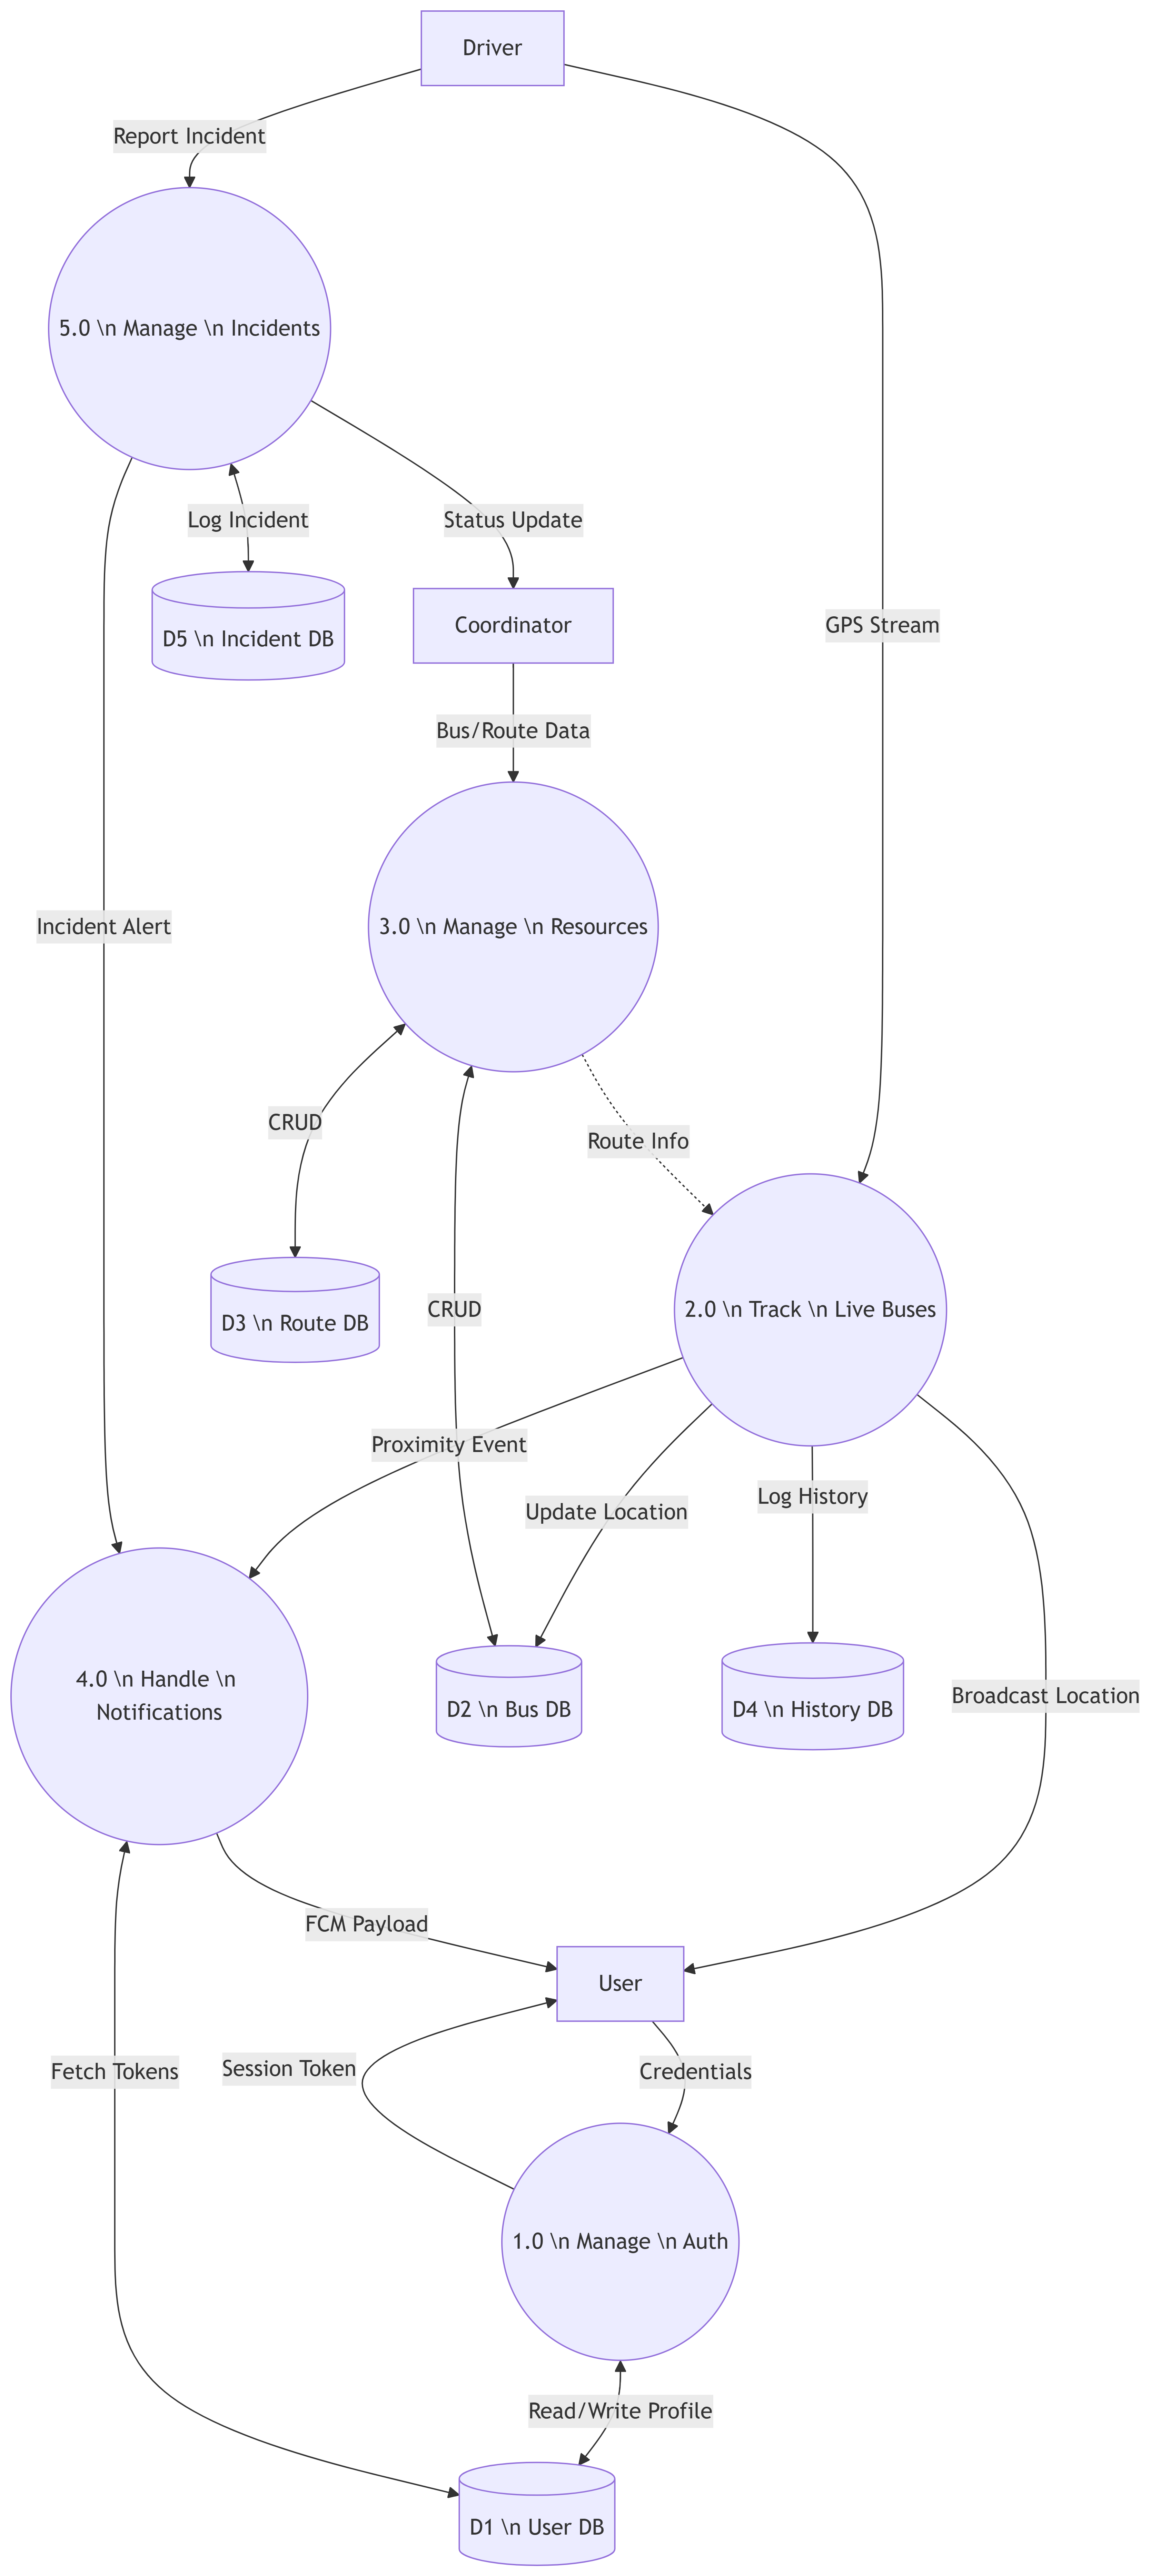 Driver
Report Incident
5.0 \n Manage \n Incidents
Log Incident
Status Update
D5 \n Incident DB
Coordinator
GPS Stream
Bus/Route Data
Incident Alert
3.0 \n Manage \n Resources
CRUD
Route Info
D3 \n Route DB
CRUD
2.0 \n Track \n Live Buses
Proximity Event
Update Location
Log History
4.0 \n Handle \n
Notifications
D2 \n Bus DB
D4 \n History DB
Broadcast Location
FCM Payload
User
Fetch Tokens
Session Token
Credentials
1.0 \n Manage \n Auth
Read/Write Profile
D1 \n User DB